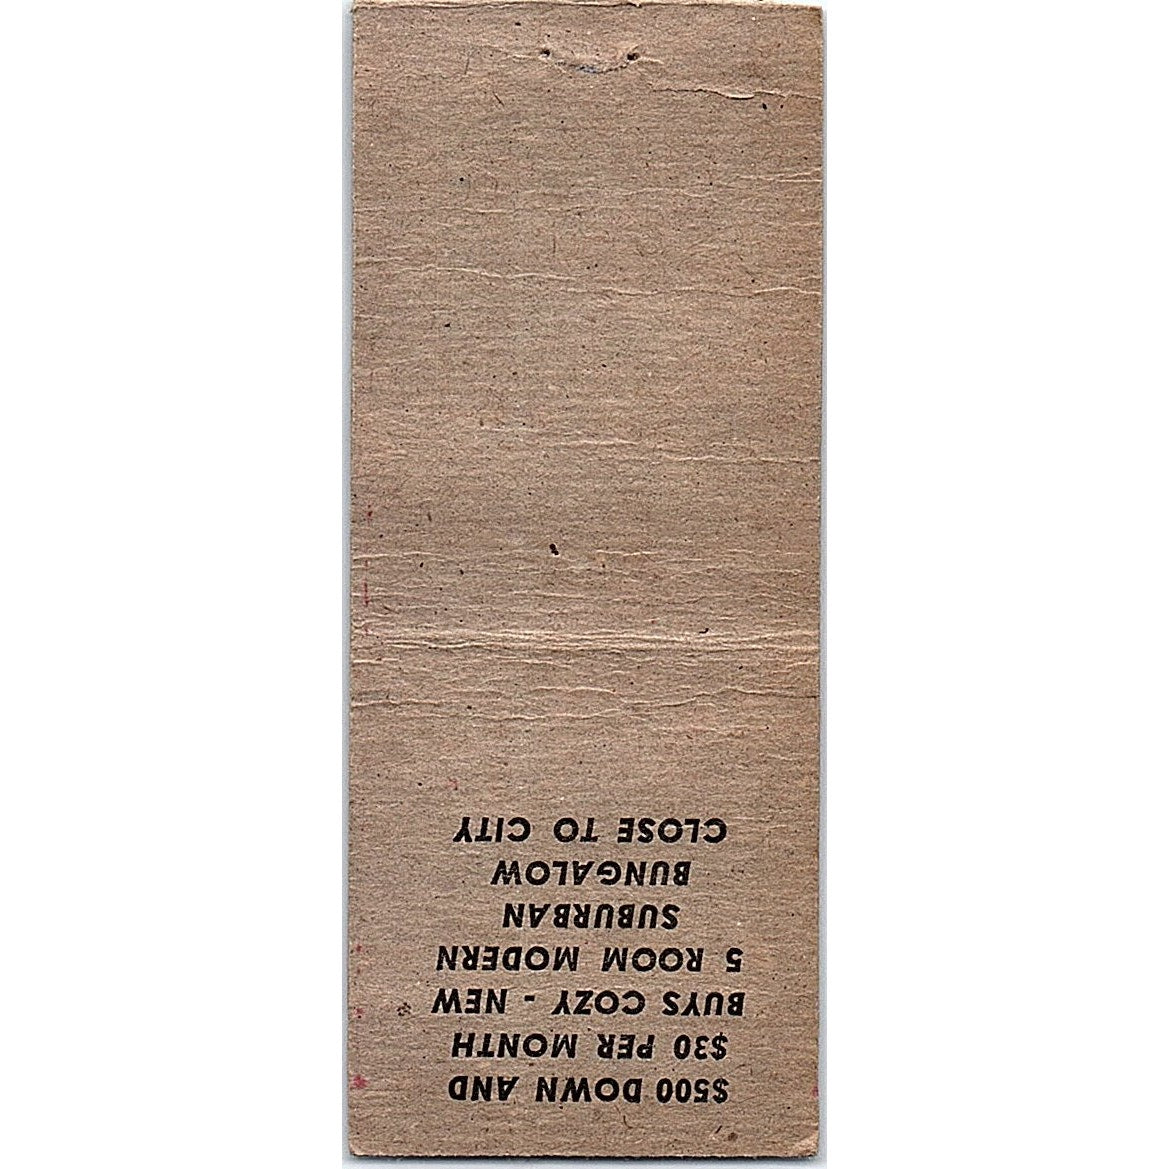 $500 DOWN AND
$30 PER MONTH
BUYS COZY - NEW
5 ROOM MODERN
SUBURBAN
BUNGALOW
CLOSE TO CITY